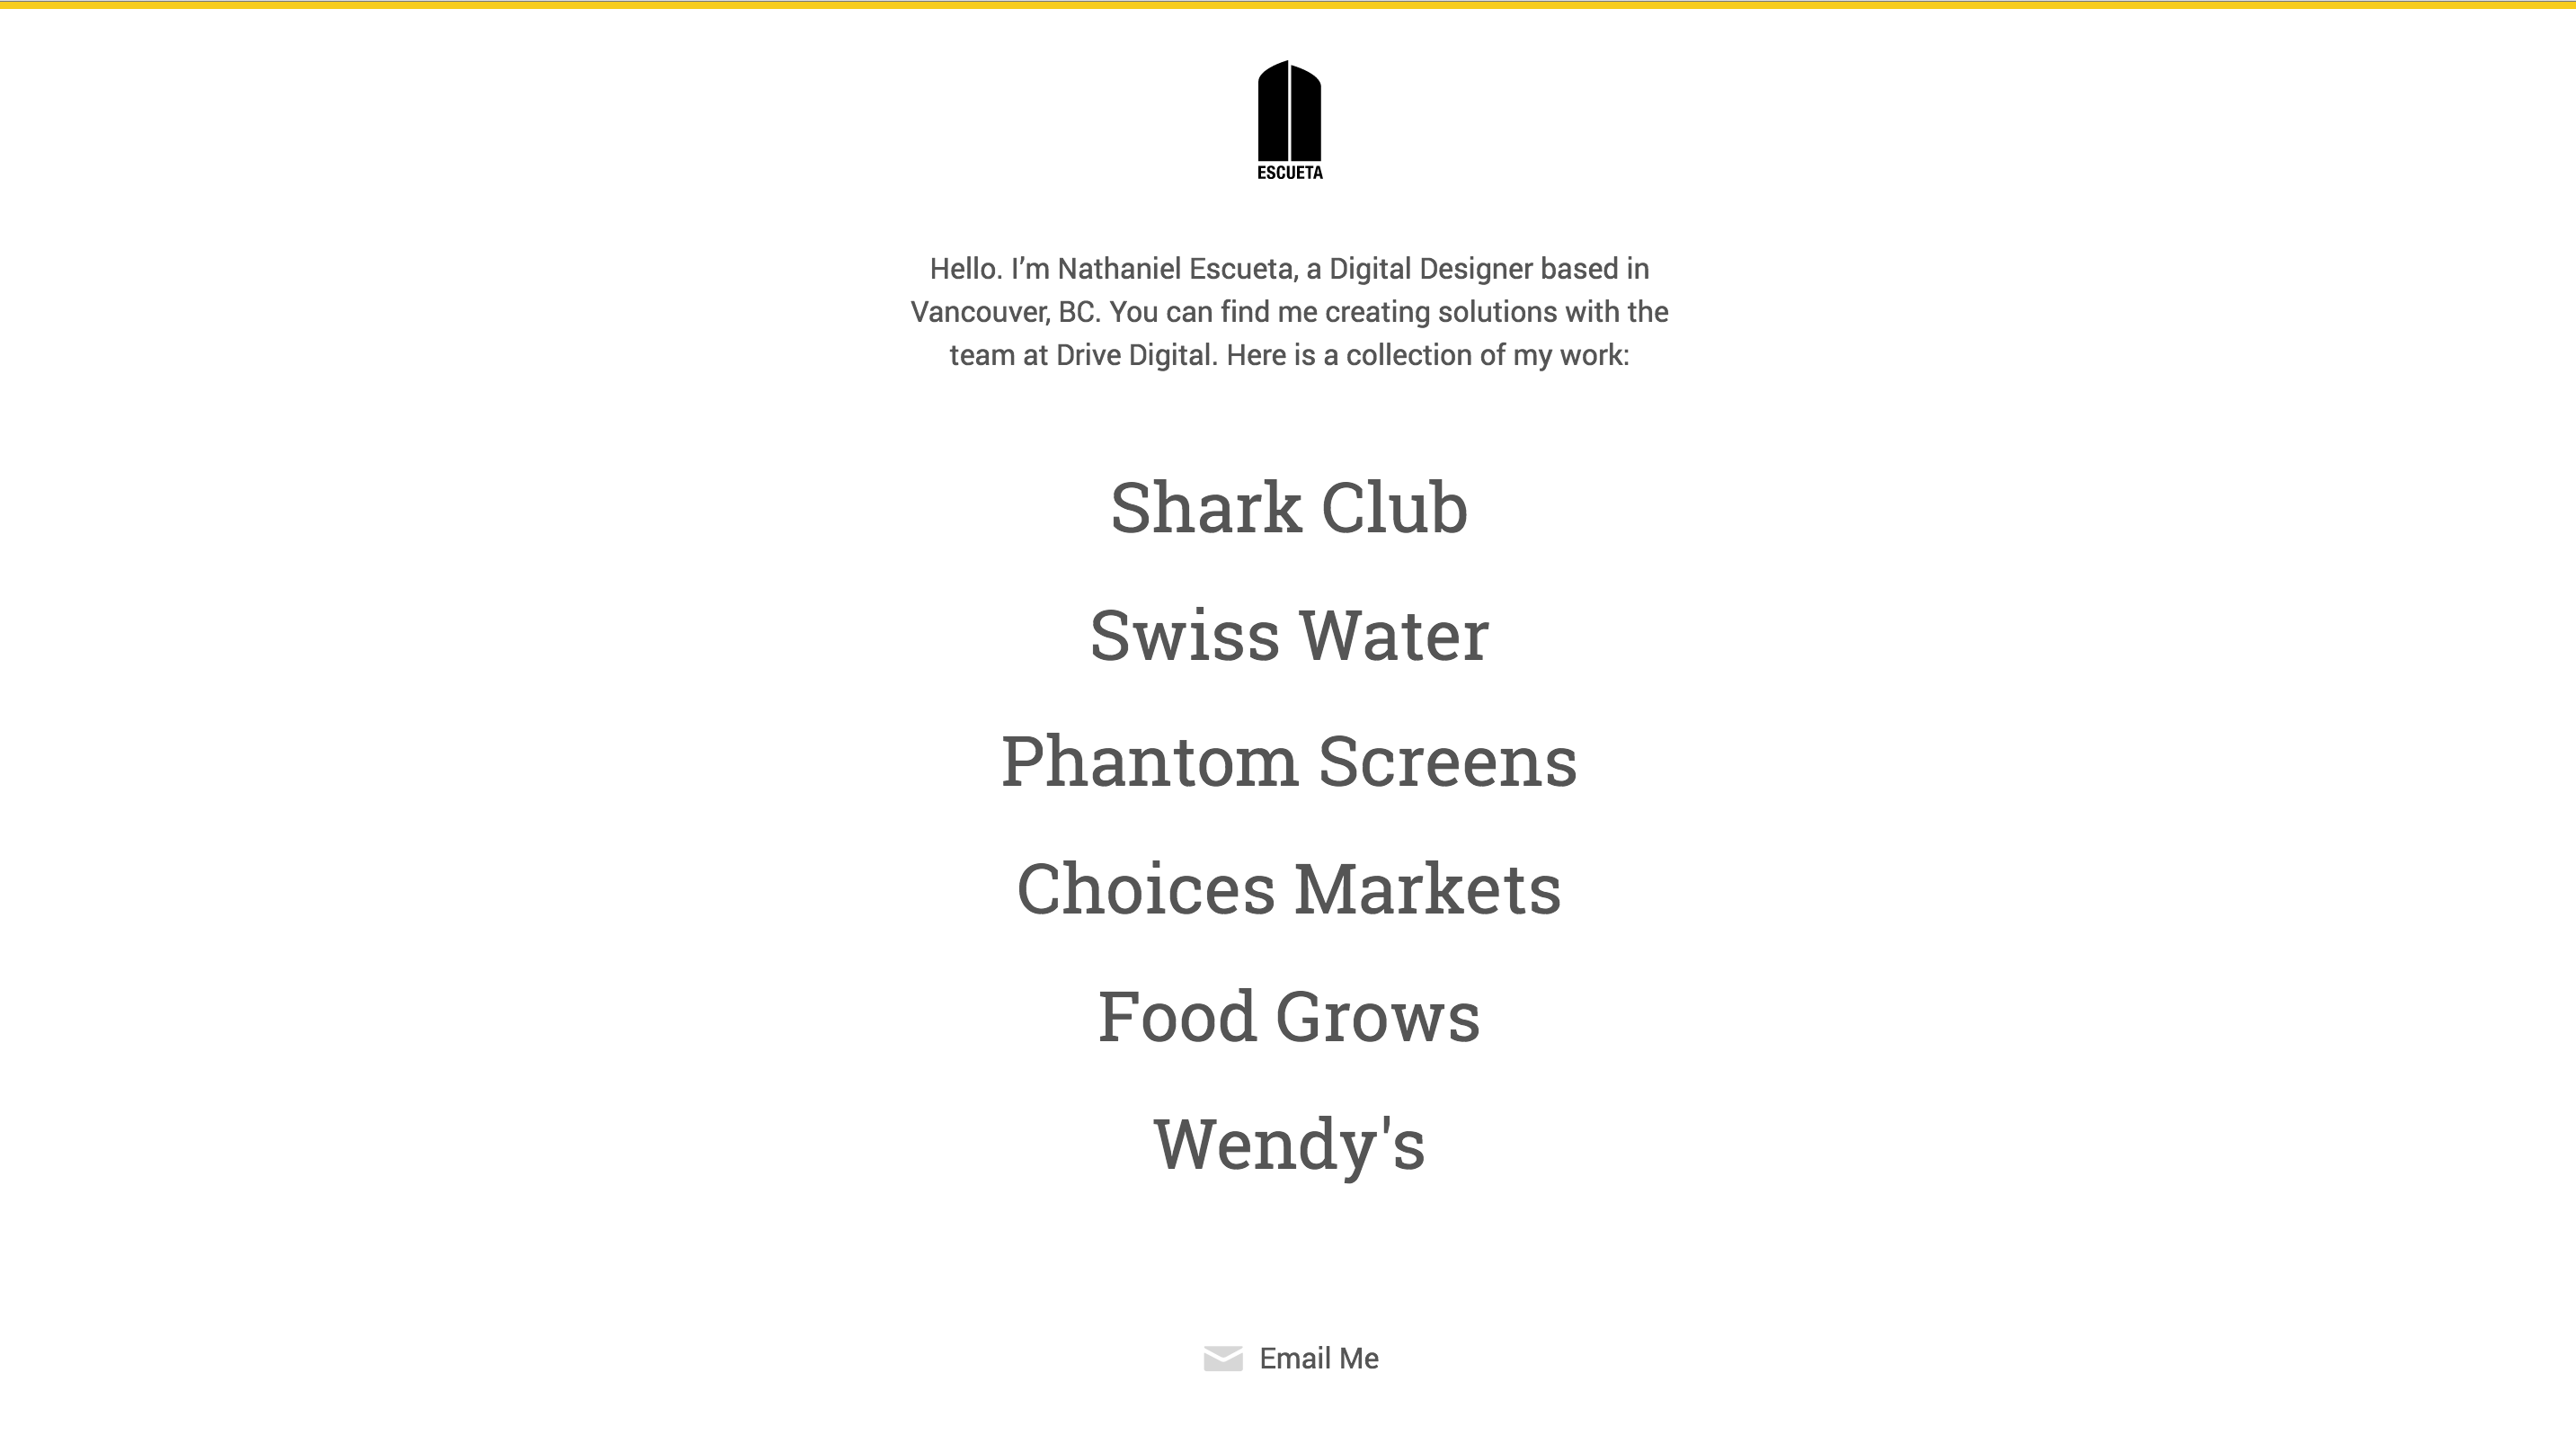 ESCUETA
Hello. I’m Nathaniel Escueta, a Digital Designer based in
Vancouver, BC. You can find me creating solutions with the
team at Drive Digital. Here is a collection of my work:
Shark Club
Swiss Water
Phantom Screens
Choices Markets
Food Grows
Wendy's
Email Me